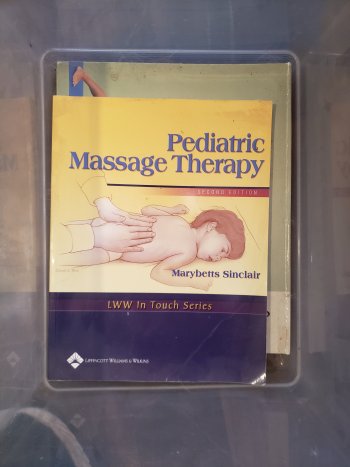 Pediatric
Massage Therapy
SECOND EDITION
Marybetts Sinclair
LWW In Touch Series
LIPPINCOTT WILLIAMS & WILKINS